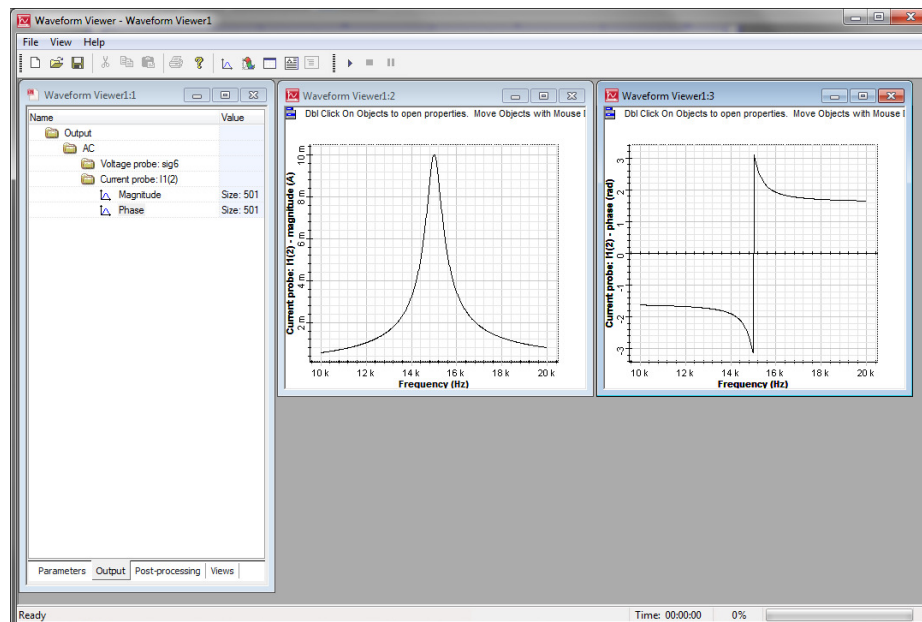 Waveform Viewer - Waveform Viewer1
File View Help
Waveform Viewer1:1
Name Value
Output
AC
Voltage probe: sig6
Current probe: I1(2)
Magnitude Size: 501
Phase Size: 501
Parameters Output Post-processing Views
Waveform Viewer1:2
Dbl Click On Objects to open properties. Move Objects with Mouse
Current probe: I1(2) - magnitude (A)
10 m
8 m
6 m
4 m
2 m
10 k 12 k 14 k 16 k 18 k 20 k
Frequency (Hz)
Waveform Viewer1:3
Dbl Click On Objects to open properties. Move Objects with Mouse
Current probe: I1(2) - phase (rad)
3
2
1
0
-1
-2
-3
10 k 12 k 14 k 16 k 18 k 20 k
Frequency (Hz)
Ready Time: 00:00:00 0%